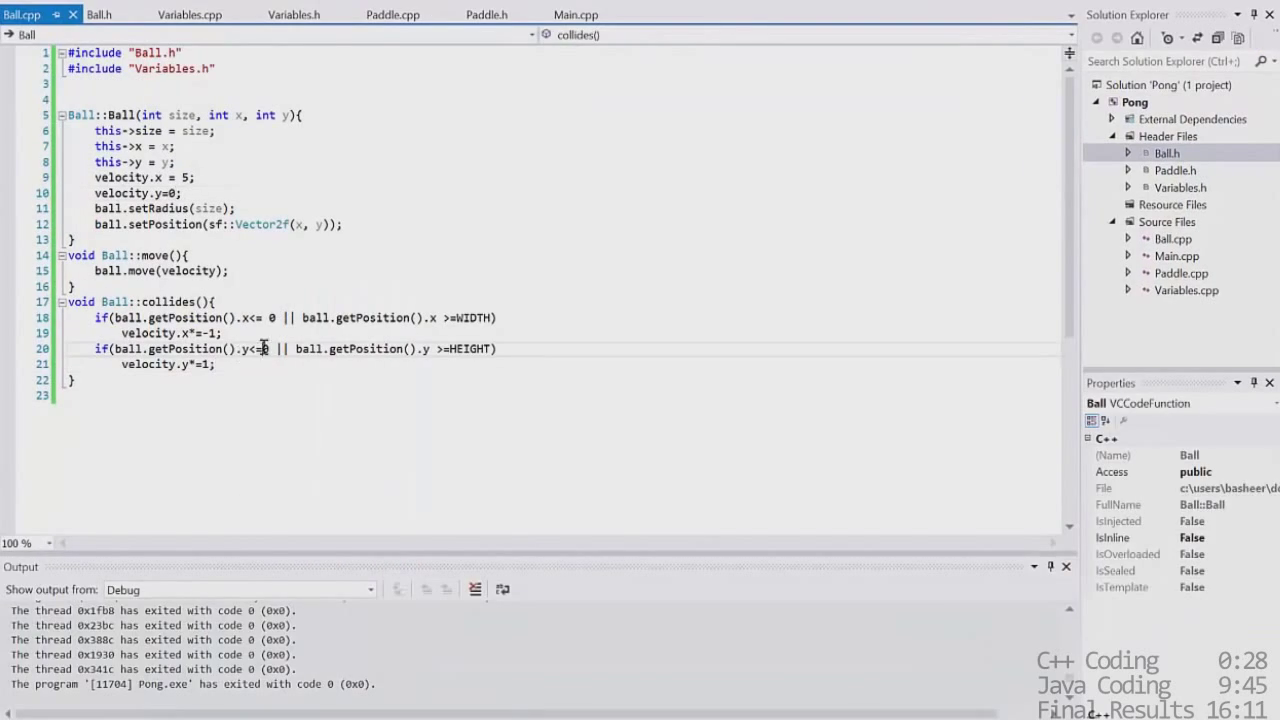 Ball.cpp Ball.h Variables.cpp Variables.h Paddle.cpp Paddle.h Main.cpp
Ball collides()
1 #include "Ball.h"
2 #include "Variables.h"
3
4
5 Ball::Ball(int size, int x, int y){
6 this->size = size;
7 this->x = x;
8 this->y = y;
9 velocity.x = 5;
10 velocity.y=0;
11 ball.setRadius(size);
12 ball.setPosition(sf::Vector2f(x, y));
13 }
14 void Ball::move(){
15 ball.move(velocity);
16 }
17 void Ball::collides(){
18 if(ball.getPosition().x<= 0 || ball.getPosition().x >=WIDTH)
19 velocity.x*=-1;
20 if(ball.getPosition().y<=0 || ball.getPosition().y >=HEIGHT)
21 velocity.y*=1;
22 }
23
100 %
Output
Show output from: Debug
The thread 0x1fb8 has exited with code 0 (0x0).
The thread 0x23bc has exited with code 0 (0x0).
The thread 0x388c has exited with code 0 (0x0).
The thread 0x1930 has exited with code 0 (0x0).
The thread 0x341c has exited with code 0 (0x0).
The program '[11704] Pong.exe' has exited with code 0 (0x0).
Solution Explorer
Search Solution Explorer (Ctrl+;)
Solution 'Pong' (1 project)
Pong
External Dependencies
Header Files
Ball.h
Paddle.h
Variables.h
Resource Files
Source Files
Ball.cpp
Main.cpp
Paddle.cpp
Variables.cpp
Properties
Ball VCCodeFunction
C++
(Name) Ball
Access public
File c:\users\basheer\do
FullName Ball::Ball
IsInjected False
IsInline False
IsOverloaded False
IsSealed False
IsTemplate False
C++ Coding 0:28
Java Coding 9:45
Final Results 16:11
C++